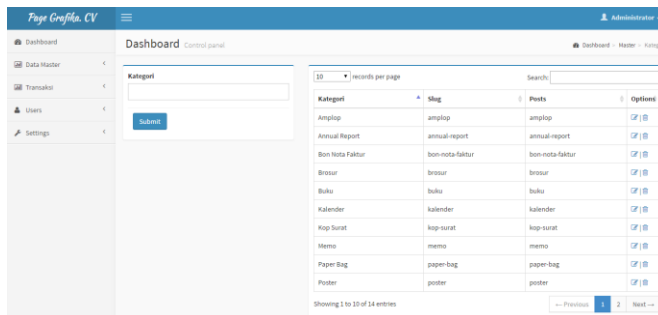 Page Grafika. CV
Administrator
Dashboard
Data Master
Transaksi
Users
Settings
Dashboard Control panel
Dashboard > Master >
Kategori
Submit
10 records per page
Search:
Kategori Slug Posts Options
Amplop amplop amplop
Annual Report annual-report annual-report
Bon Nota Faktur bon-nota-faktur bon-nota-faktur
Brosur brosur brosur
Buku buku buku
Kalender kalender kalender
Kop Surat kop-surat kop-surat
Memo memo memo
Paper Bag paper-bag paper-bag
Poster poster poster
Showing 1 to 10 of 14 entries
← Previous 1 2 Next →